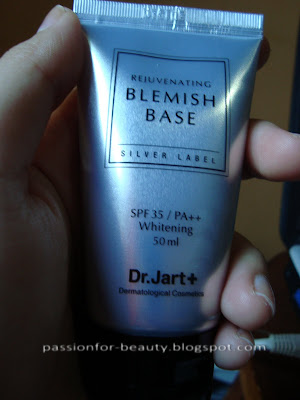 REJUVENATING
BLEMISH
BASE
SILVER LABEL
SPF 35 / PA++
Whitening
50ml
Dr.Jart+
Dermatological Cosmetics
passionfor-beauty.blogspot.com